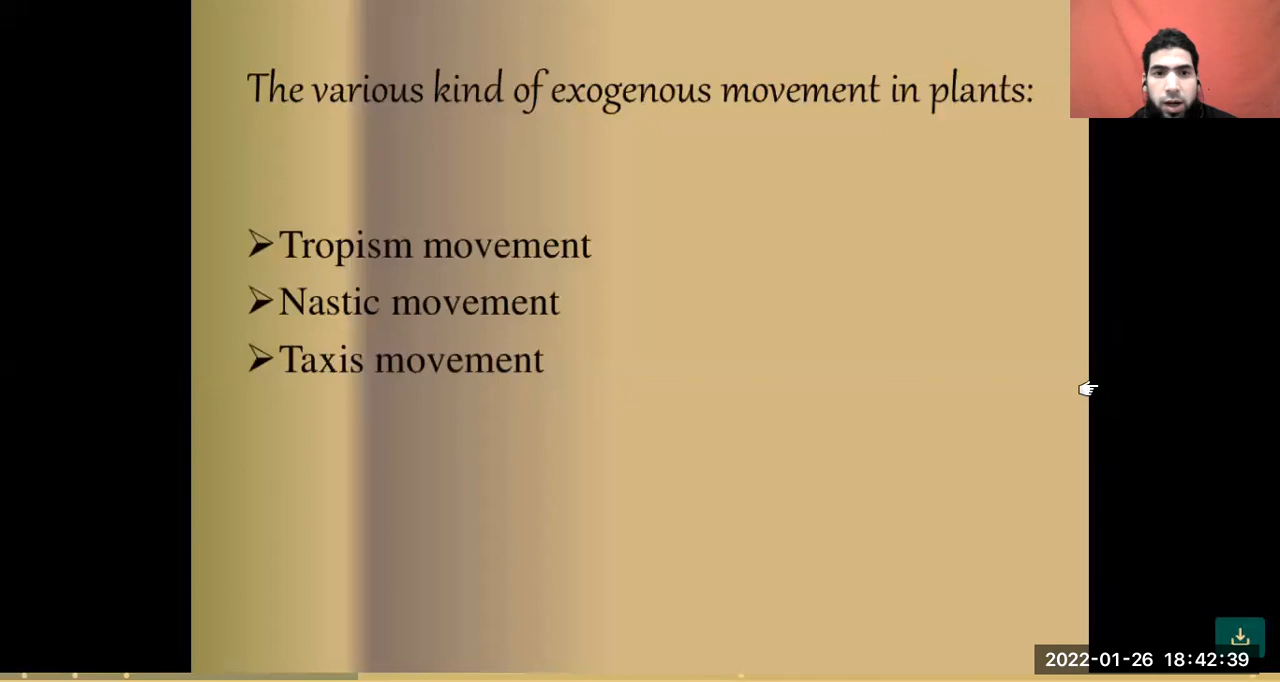 The various kind of exogenous movement in plants:
➢Tropism movement
➢Nastic movement
➢Taxis movement
2022-01-26 18:42:39